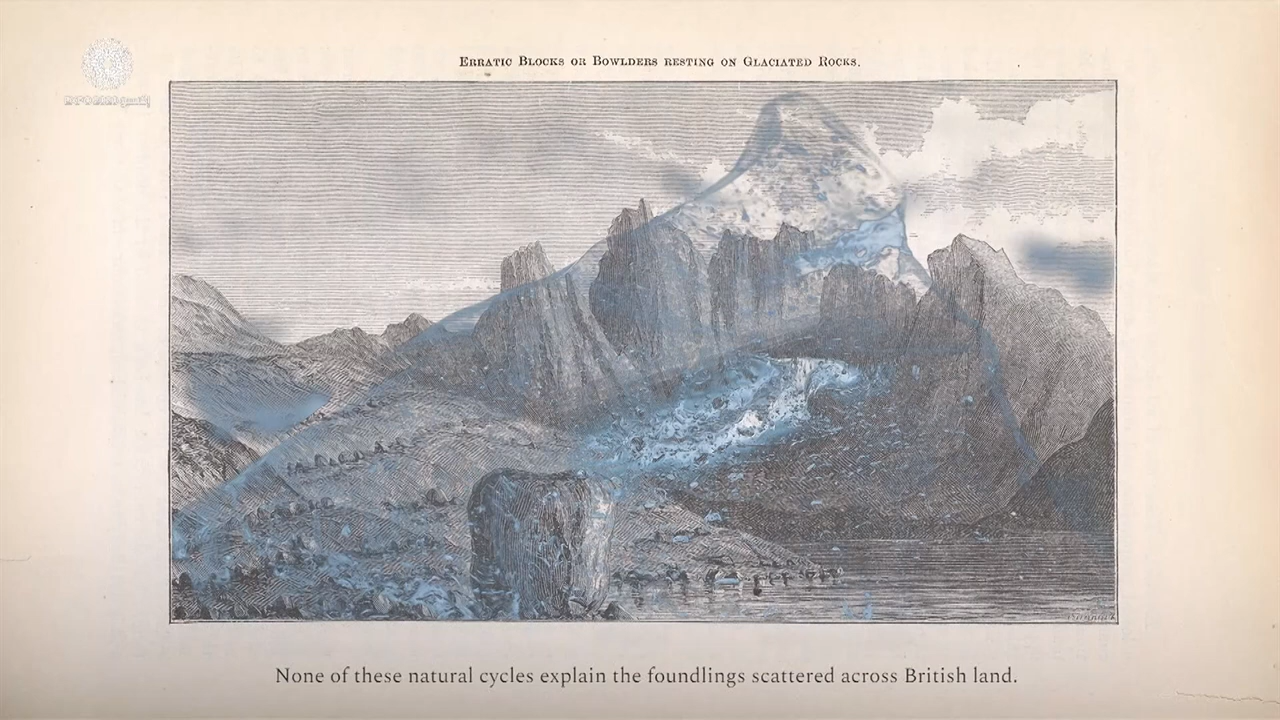 Erratic Blocks or Bowlders resting on Glaciated Rocks.
None of these natural cycles explain the foundlings scattered across British land.